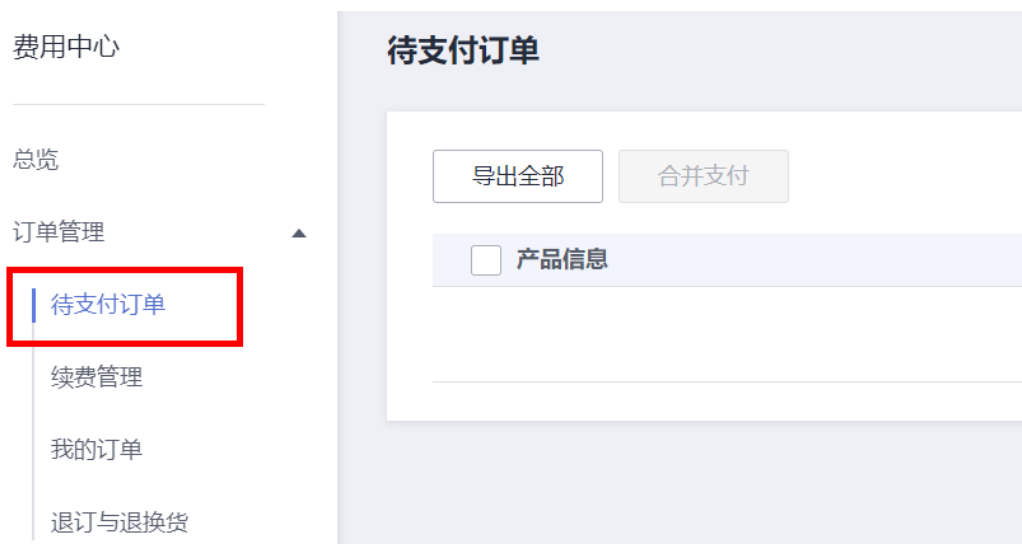 费用中心
总览
订单管理
待支付订单
续费管理
我的订单
退订与退换货
待支付订单
导出全部 合并支付
产品信息